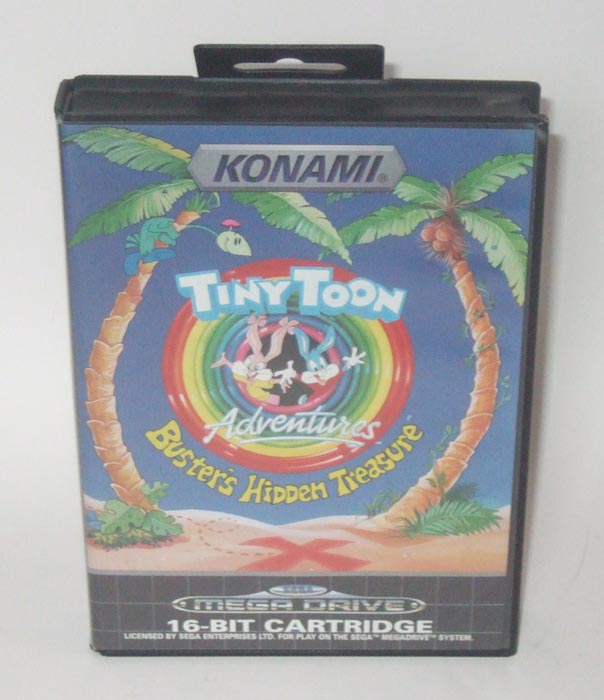 KONAMI®
TINY TOON
Adventures
BUSTER'S HIDDEN TREASURE
SEGA
MEGA DRIVE
16-BIT CARTRIDGE
LICENSED BY SEGA ENTERPRISES LTD. FOR PLAY ON THE SEGA™ MEGADRIVE™ SYSTEM.